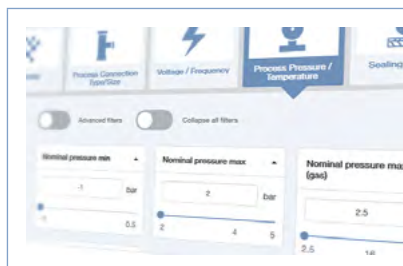 Process Connection
Type/Size
Voltage / Frequency
Process Pressure /
Temperature
Sealing
Advanced filters
Collapse all filters
Nominal pressure min
-1
bar
-1
0.5
Nominal pressure max
2
bar
2
4
5
Nominal pressure max
(gas)
2.5
2.5
16